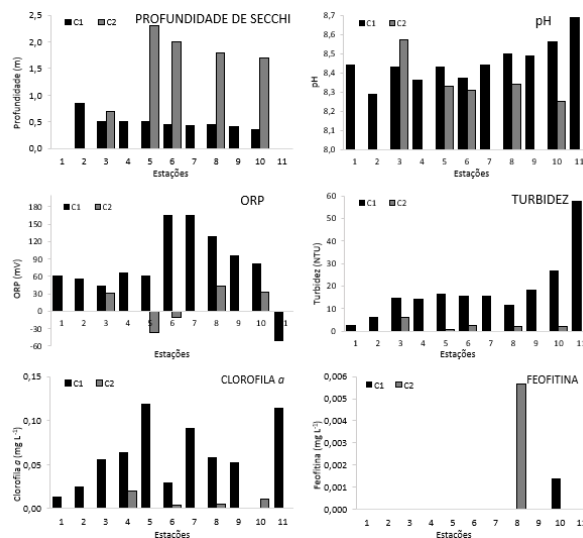 PROFUNDIDADE DE SECCHI
C1 C2
Profundidade (m)
2,5
2,0
1,5
1,0
0,5
0,0
1 2 3 4 5 6 7 8 9 10 11
Estações
pH
C1 C2
pH
8,7
8,6
8,5
8,4
8,3
8,2
8,1
8,0
1 2 3 4 5 6 7 8 9 10 11
Estações
ORP
C1 C2
ORP (mV)
180
150
120
90
60
30
0
-30
-60
1 2 3 4 5 6 7 8 9 10 11
Estações
TURBIDEZ
C1 C2
Turbidez (NTU)
60
50
40
30
20
10
0
1 2 3 4 5 6 7 8 9 10 11
Estações
CLOROFILA a
C1 C2
Clorofila a (mg L-1)
0,15
0,10
0,05
0,00
1 2 3 4 5 6 7 8 9 10 11
Estações
FEOFITINA
C1 C2
Feofitina (mg L-1)
0,006
0,005
0,004
0,003
0,002
0,001
0,000
1 2 3 4 5 6 7 8 9 10 11
Estações